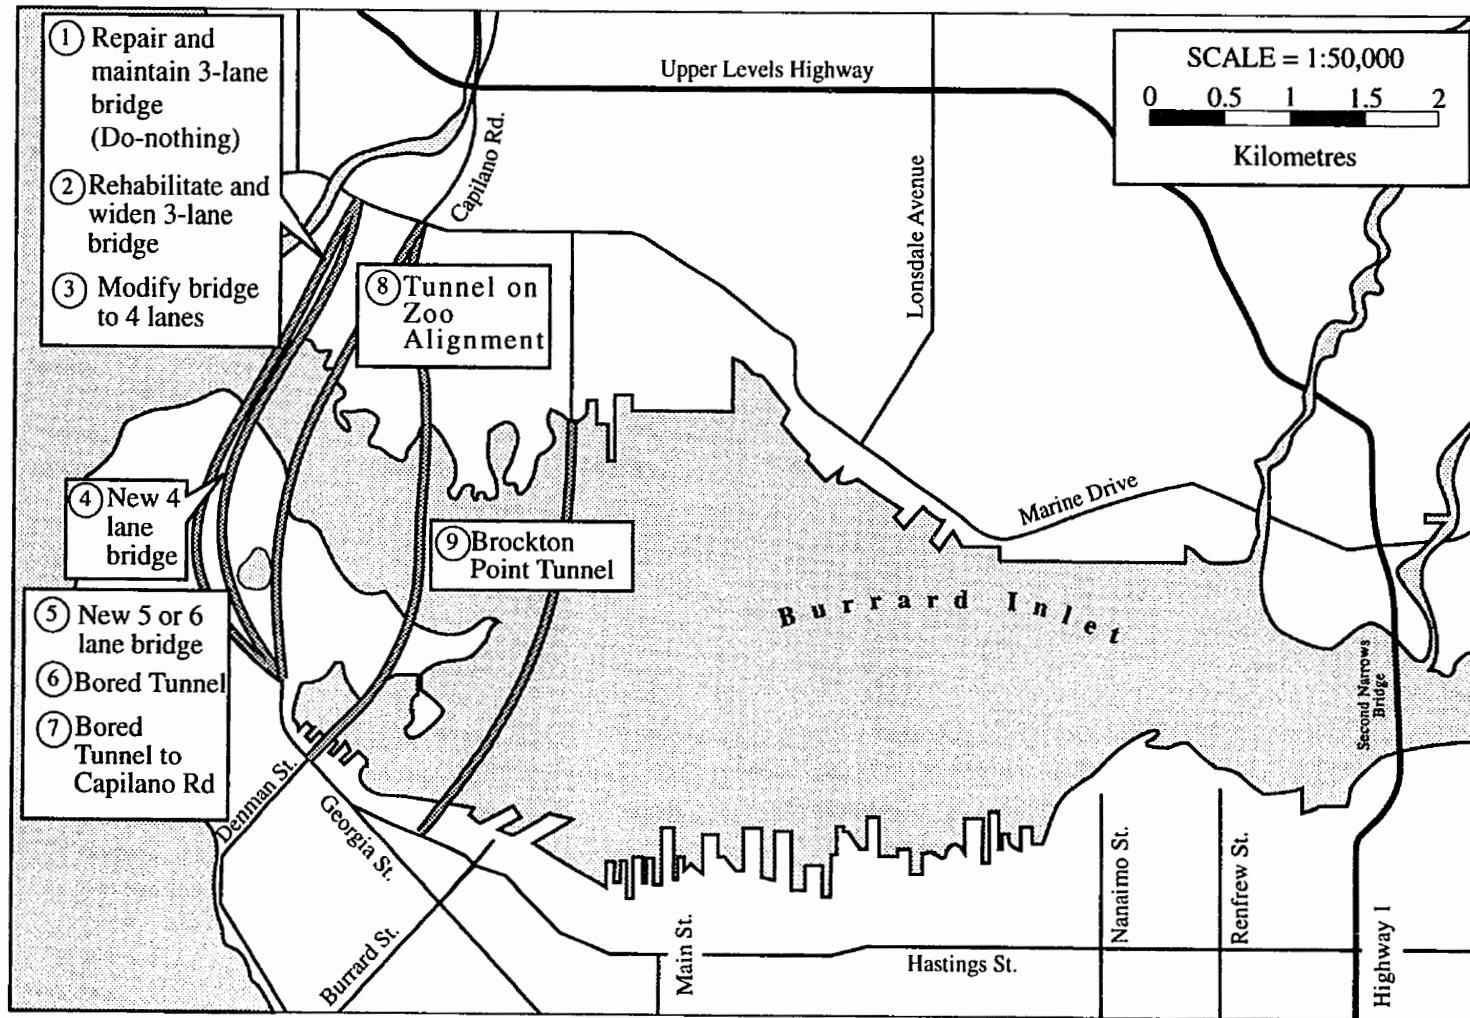 ① Repair and
maintain 3-lane
bridge
(Do-nothing)
② Rehabilitate and
widen 3-lane
bridge
③ Modify bridge
to 4 lanes
Upper Levels Highway
SCALE = 1:50,000
0 0.5 1 1.5 2
Kilometres
Capilano Rd.
Lonsdale Avenue
⑧ Tunnel on
Zoo
Alignment
④ New 4
lane
bridge
⑨ Brockton
Point Tunnel
Marine Drive
Burrard Inlet
⑤ New 5 or 6
lane bridge
⑥ Bored Tunnel
⑦ Bored
Tunnel to
Capilano Rd
Second Narrows
Bridge
Denman St.
Georgia St.
Burrard St.
Main St.
Hastings St.
Nanaimo St.
Renfrew St.
Highway 1